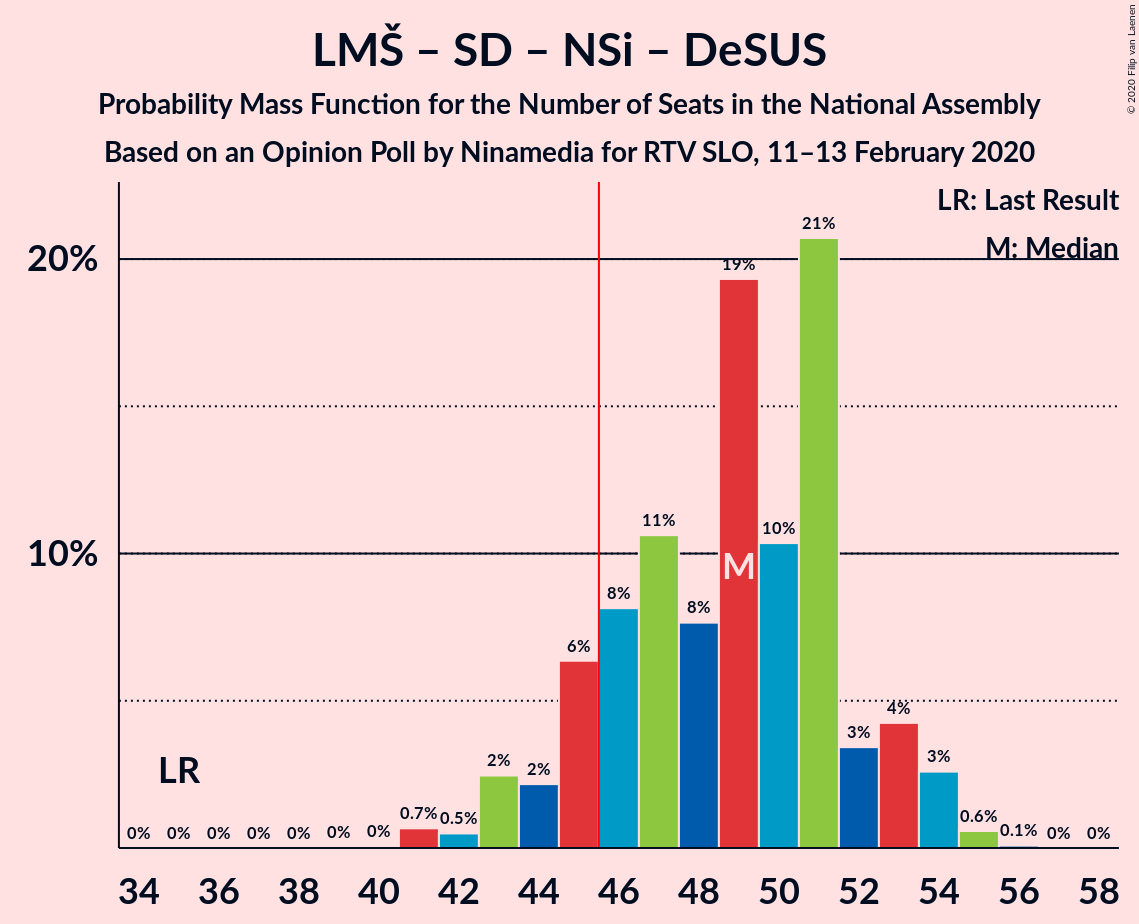 LMŠ – SD – NSi – DeSUS
Probability Mass Function for the Number of Seats in the National Assembly
Based on an Opinion Poll by Ninamedia for RTV SLO, 11–13 February 2020
© 2020 Filip van Laenen
LR: Last Result
M: Median
20%
10%
LR
M
0% 0% 0% 0% 0% 0% 0% 0.7% 0.5% 2% 2% 6% 8% 11% 8% 19% 10% 21% 3% 4% 3% 0.6% 0.1% 0% 0%
34 36 38 40 42 44 46 48 50 52 54 56 58